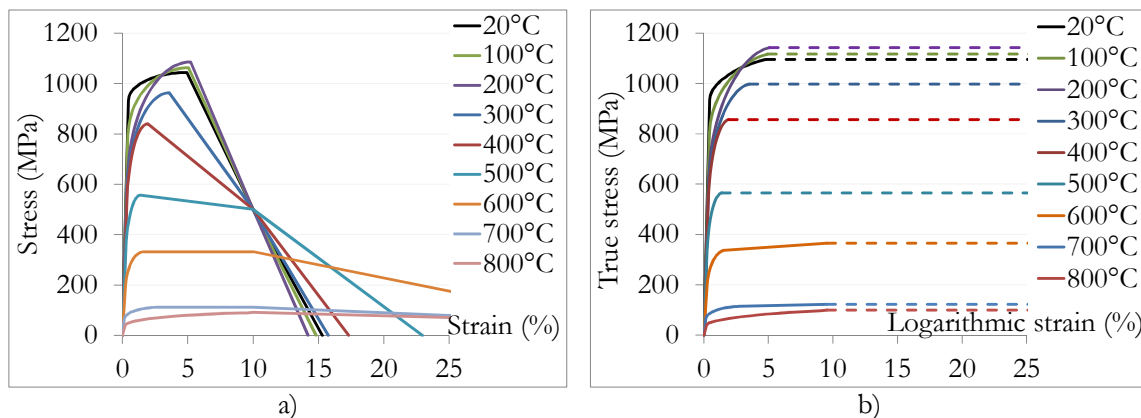 1200
1000
800
600
400
200
0
Stress (MPa)
0 5 10 15 20 25
Strain (%)
20°C
100°C
200°C
300°C
400°C
500°C
600°C
700°C
800°C
a)
1200
1000
800
600
400
200
0
True stress (MPa)
0 5 10 15 20 25
Logarithmic strain (%)
20°C
100°C
200°C
300°C
400°C
500°C
600°C
700°C
800°C
b)